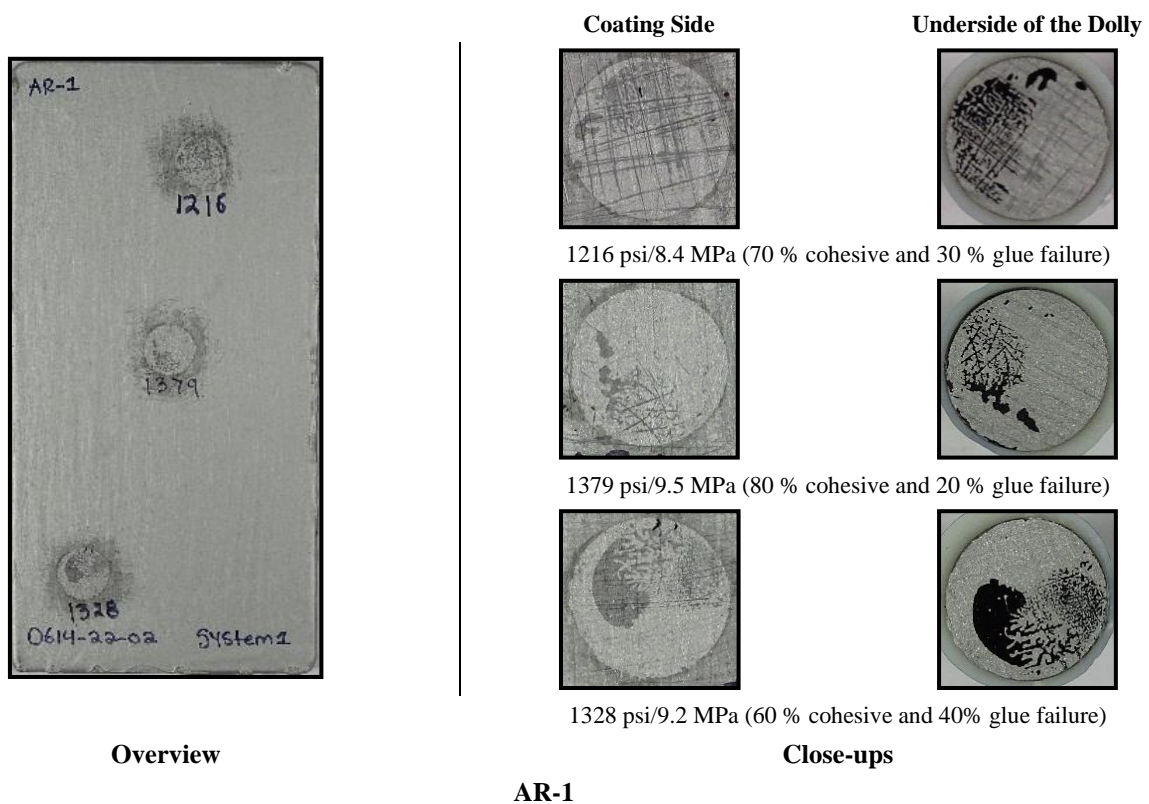 Coating Side
Underside of the Dolly
AR-1
1216
1379
1328
0614-22-02 System1
1216 psi/8.4 MPa (70 % cohesive and 30 % glue failure)
1379 psi/9.5 MPa (80 % cohesive and 20 % glue failure)
1328 psi/9.2 MPa (60 % cohesive and 40% glue failure)
Overview
Close-ups
AR-1